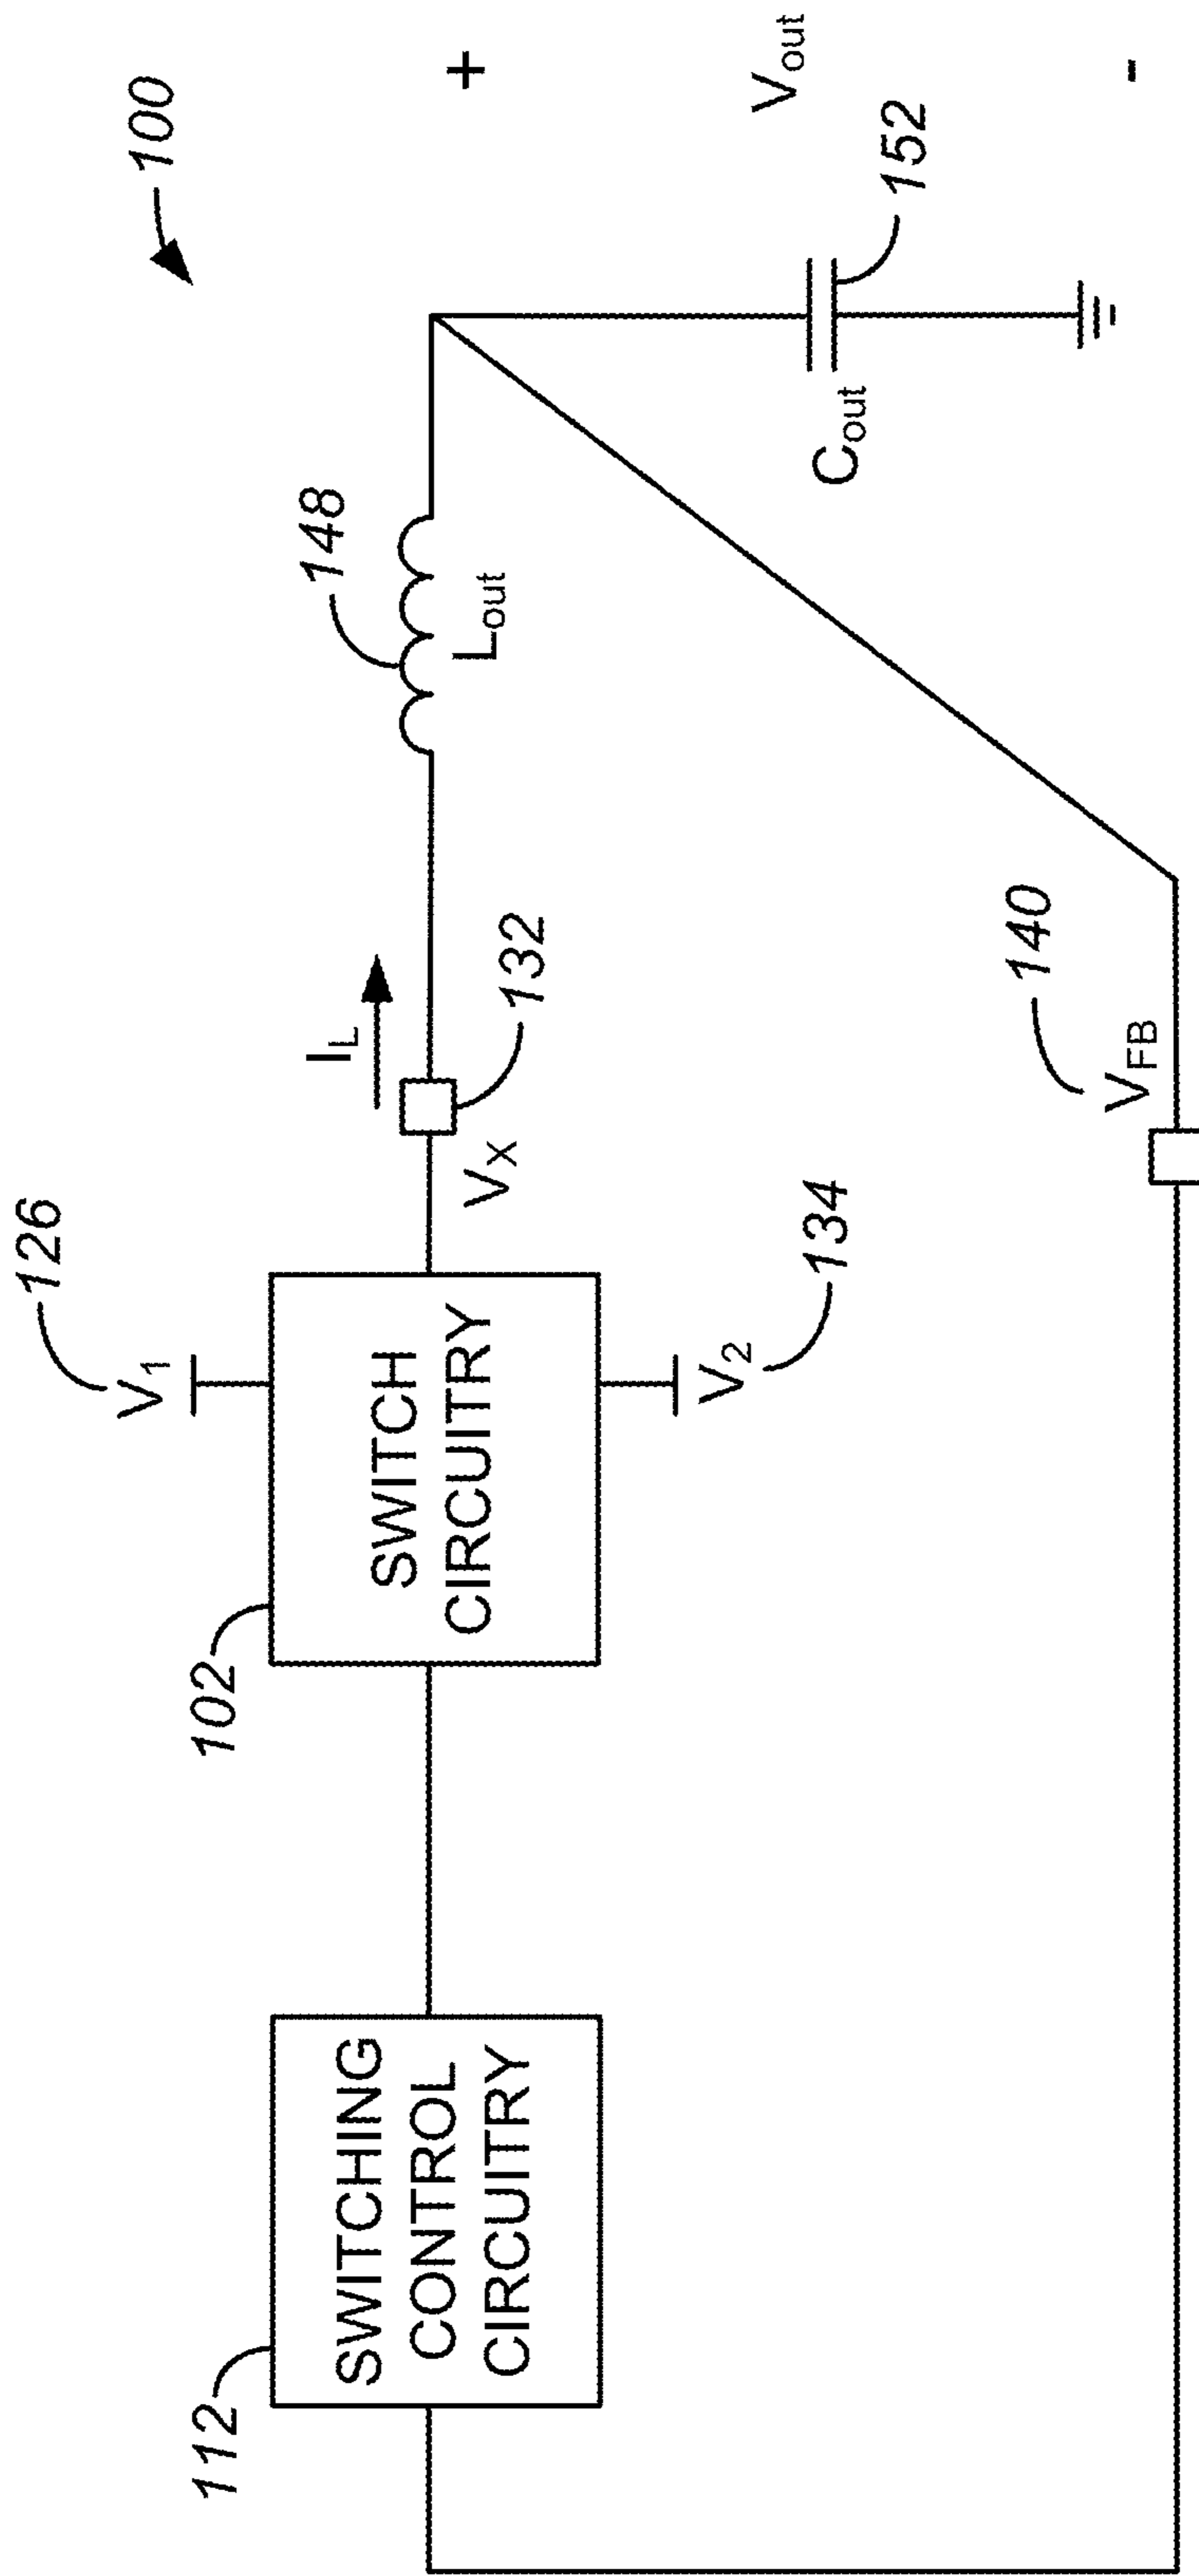 100
126
V1
148
+
IL
102
112
SWITCHING
CONTROL
CIRCUITRY
SWITCH
CIRCUITRY
VX
132
Lout
V2
134
Cout
152
Vout
140
VFB
-